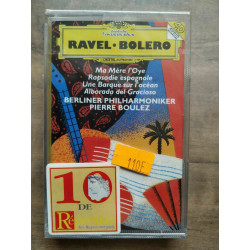 RAVEL · BOLERO
Ma Mère l'Oye
Rapsodie espagnole
Une Barque sur l'océan
Alborada del Gracioso
BERLINER PHILHARMONIKER
PIERRE BOULEZ
110F
10
DE
Ré